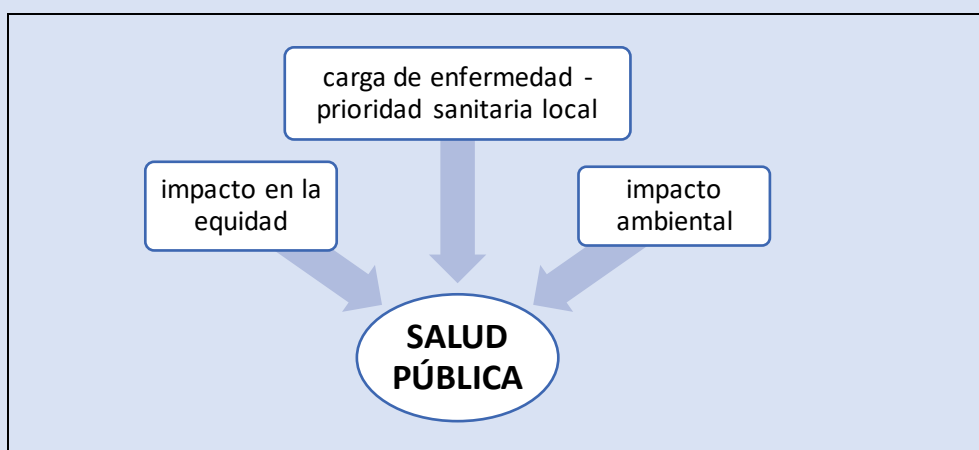 carga de enfermedad -
prioridad sanitaria local
impacto en la
equidad
impacto
ambiental
SALUD
PÚBLICA